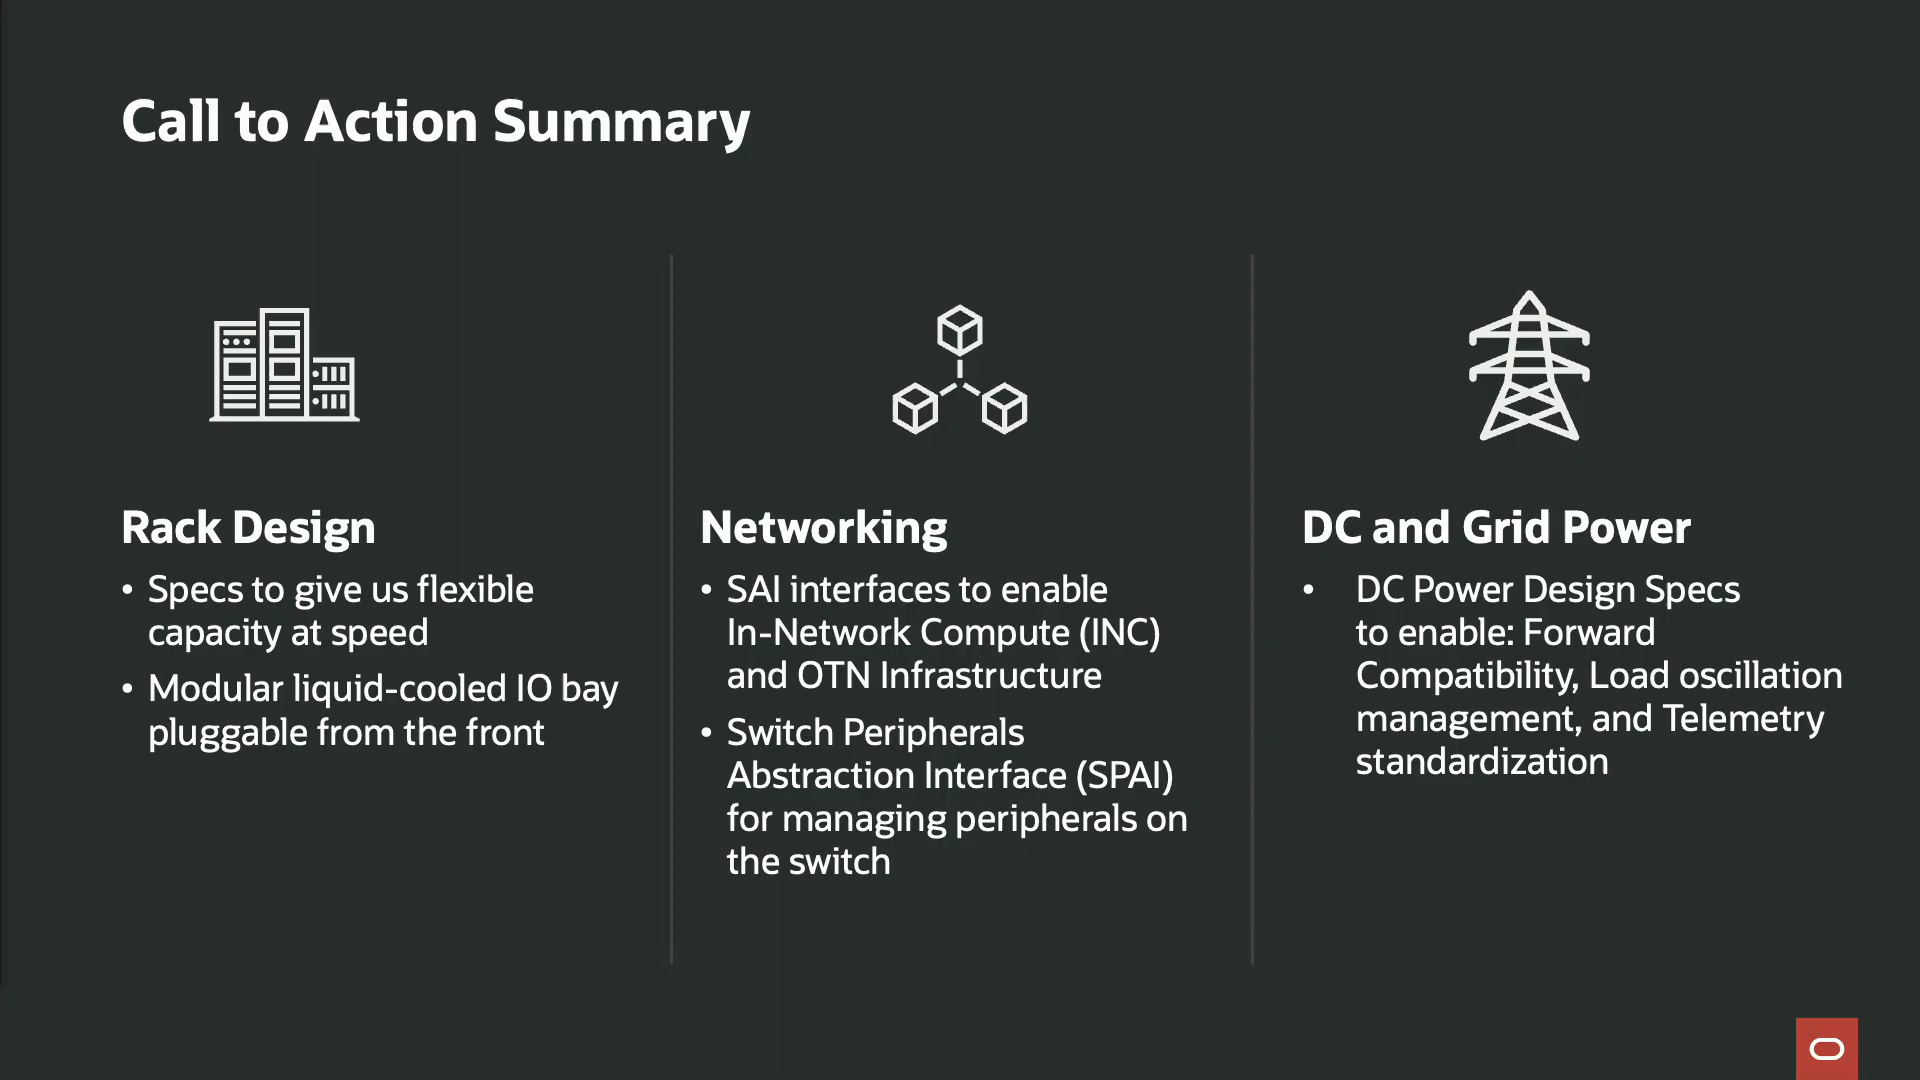 Call to Action Summary
Rack Design
• Specs to give us flexible
capacity at speed
• Modular liquid-cooled IO bay
pluggable from the front
Networking
• SAI interfaces to enable
In-Network Compute (INC)
and OTN Infrastructure
• Switch Peripherals
Abstraction Interface (SPAI)
for managing peripherals on
the switch
DC and Grid Power
• DC Power Design Specs
to enable: Forward
Compatibility, Load oscillation
management, and Telemetry
standardization